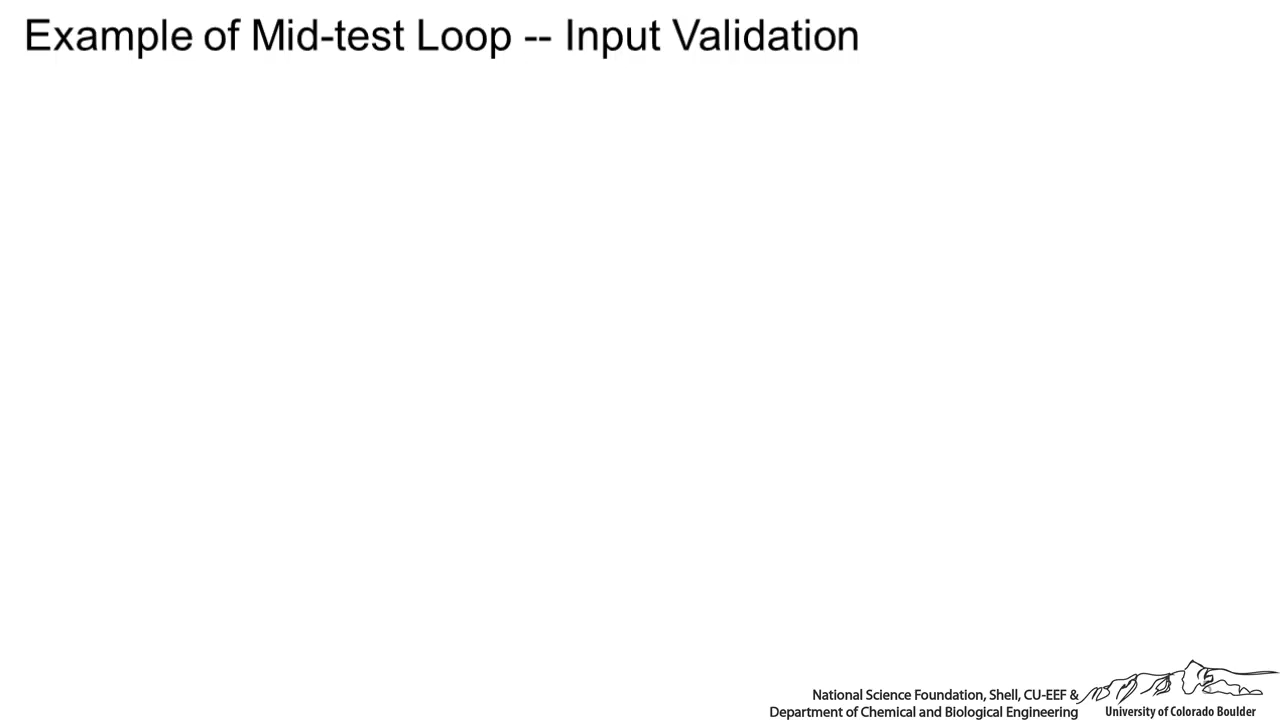 Example of Mid-test Loop -- Input Validation
National Science Foundation, Shell, CU-EEF &
Department of Chemical and Biological Engineering
University of Colorado Boulder